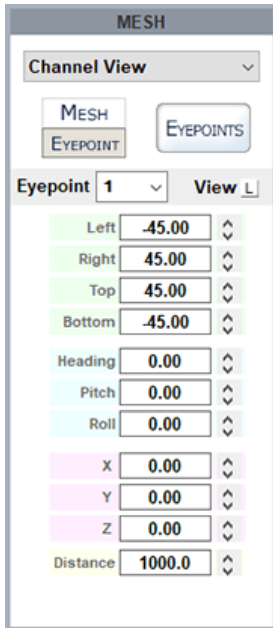 MESH
Channel View
MESH
EYEPOINT
EYEPOINTS
Eyepoint 1 View L
Left -45.00
Right 45.00
Top 45.00
Bottom -45.00
Heading 0.00
Pitch 0.00
Roll 0.00
X 0.00
Y 0.00
Z 0.00
Distance 1000.0